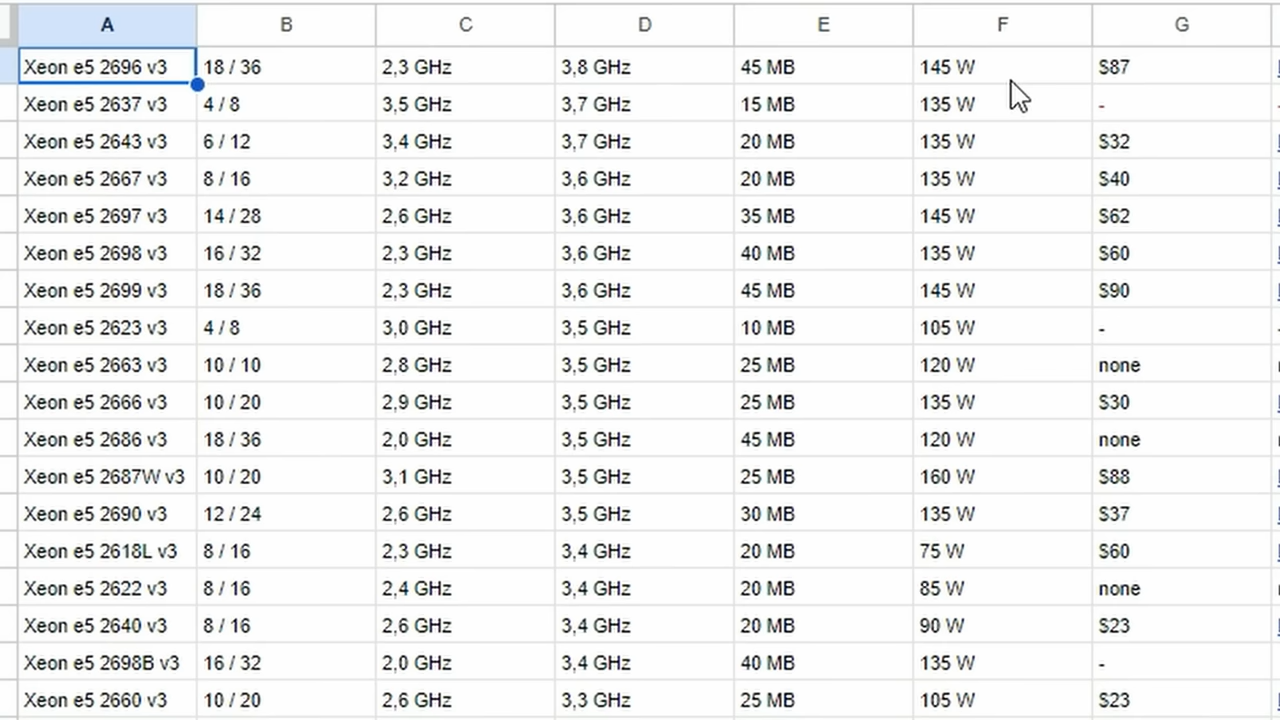 A B C D E F G
Xeon e5 2696 v3 18 / 36 2,3 GHz 3,8 GHz 45 MB 145 W $87
Xeon e5 2637 v3 4 / 8 3,5 GHz 3,7 GHz 15 MB 135 W -
Xeon e5 2643 v3 6 / 12 3,4 GHz 3,7 GHz 20 MB 135 W $32
Xeon e5 2667 v3 8 / 16 3,2 GHz 3,6 GHz 20 MB 135 W $40
Xeon e5 2697 v3 14 / 28 2,6 GHz 3,6 GHz 35 MB 145 W $62
Xeon e5 2698 v3 16 / 32 2,3 GHz 3,6 GHz 40 MB 135 W $60
Xeon e5 2699 v3 18 / 36 2,3 GHz 3,6 GHz 45 MB 145 W $90
Xeon e5 2623 v3 4 / 8 3,0 GHz 3,5 GHz 10 MB 105 W -
Xeon e5 2663 v3 10 / 10 2,8 GHz 3,5 GHz 25 MB 120 W none
Xeon e5 2666 v3 10 / 20 2,9 GHz 3,5 GHz 25 MB 135 W $30
Xeon e5 2686 v3 18 / 36 2,0 GHz 3,5 GHz 45 MB 120 W none
Xeon e5 2687W v3 10 / 20 3,1 GHz 3,5 GHz 25 MB 160 W $88
Xeon e5 2690 v3 12 / 24 2,6 GHz 3,5 GHz 30 MB 135 W $37
Xeon e5 2618L v3 8 / 16 2,3 GHz 3,4 GHz 20 MB 75 W $60
Xeon e5 2622 v3 8 / 16 2,4 GHz 3,4 GHz 20 MB 85 W none
Xeon e5 2640 v3 8 / 16 2,6 GHz 3,4 GHz 20 MB 90 W $23
Xeon e5 2698B v3 16 / 32 2,0 GHz 3,4 GHz 40 MB 135 W -
Xeon e5 2660 v3 10 / 20 2,6 GHz 3,3 GHz 25 MB 105 W $23